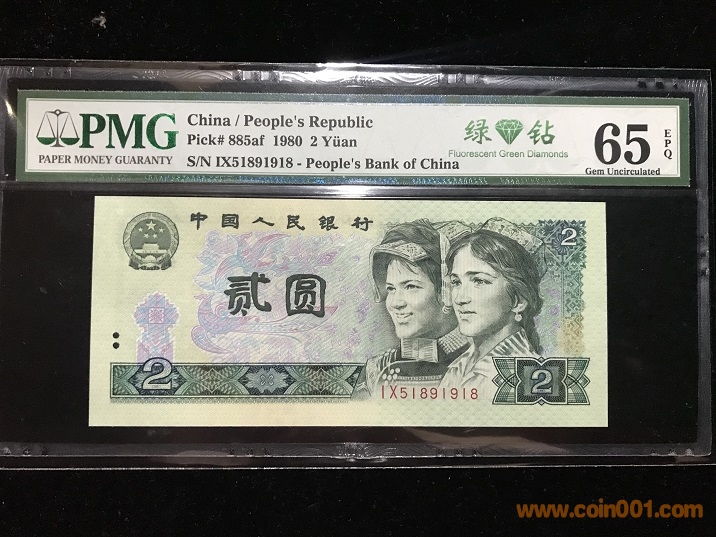 PMG
PAPER MONEY GUARANTY
China / People's Republic
Pick# 885af 1980 2 Yüan
S/N IX51891918 - People's Bank of China
绿 钻
Fluorescent Green Diamonds
65 EPQ
Gem Uncirculated
中国人民银行
贰圆
2
2
2
IX51891918
www.coin001.com